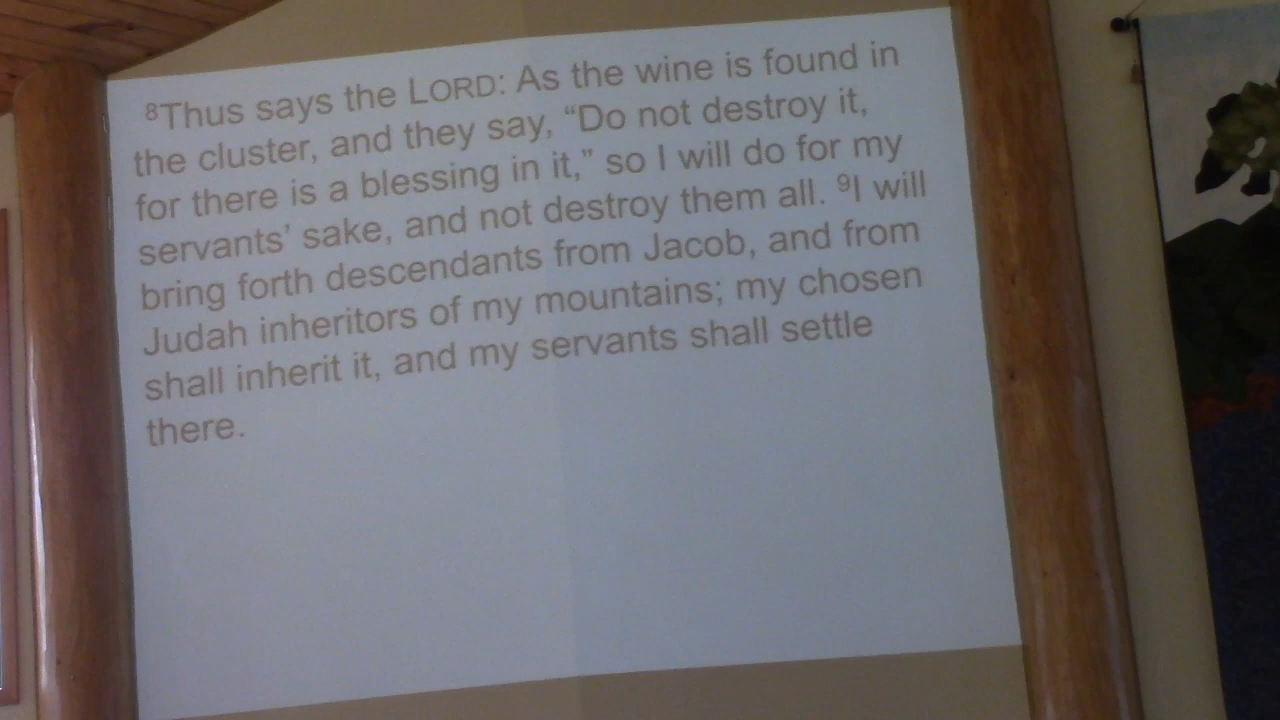 ⁸Thus says the LORD: As the wine is found in
the cluster, and they say, “Do not destroy it,
for there is a blessing in it,” so I will do for my
servants’ sake, and not destroy them all. ⁹I will
bring forth descendants from Jacob, and from
Judah inheritors of my mountains; my chosen
shall inherit it, and my servants shall settle
there.